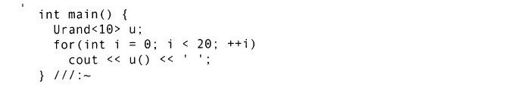 int main() {
  Urand<10> u;
  for(int i = 0; i < 20; ++i)
    cout << u() << ' ';
} ///:~